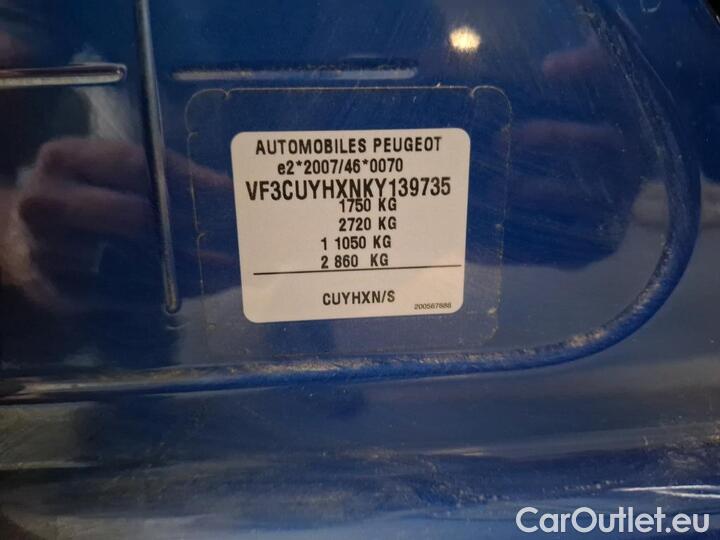 AUTOMOBILES PEUGEOT
e2*2007/46*0070
VF3CUYHXNKY139735
1750 KG
2720 KG
1 1050 KG
2 860 KG
CUYHXN/S
200587888
CarOutlet.eu